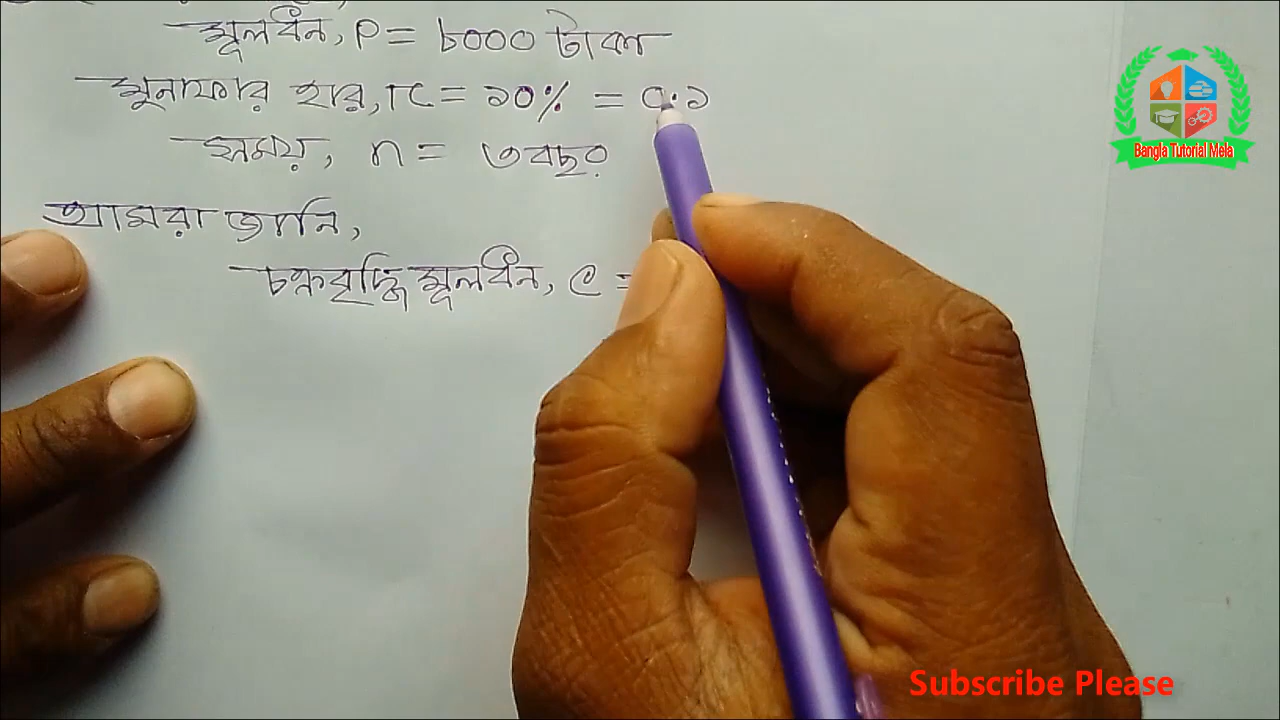 মূলধন, P = ৮০০০ টাকা
মুনাফার হার, r = ১০% = ০.১
সময়, n = ৩ বছর
আমরা জানি,
চক্রবৃদ্ধি মূলধন, C =
Bangla Tutorial Mela
Subscribe Please